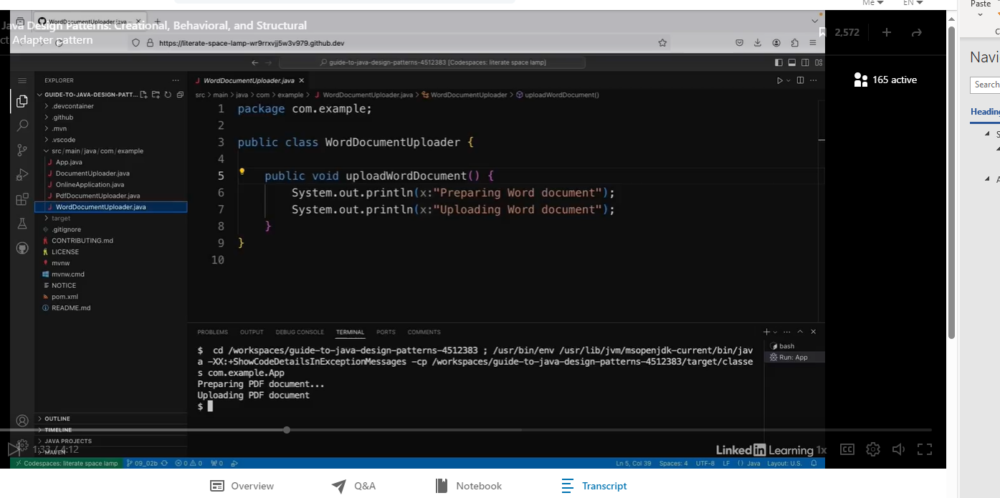 Me EN
Paste
WordDocumentUploader.java
Java Design Patterns: Creational, Behavioral, and Structural
ct Adapter pattern
2,572
https://literate-space-lamp-wr9rrxvjj5w3v979.github.dev
Navi
guide-to-java-design-patterns-4512383 [Codespaces: literate space lamp]
165 active
Search
Heading
EXPLORER
GUIDE-TO-JAVA-DESIGN-PATT...
.devcontainer
.github
.mvn
.vscode
src/main/java/com/example
App.java
DocumentUploader.java
OnlineApplication.java
PdfDocumentUploader.java
WordDocumentUploader.java
target
.gitignore
CONTRIBUTING.md
LICENSE
mvnw
mvnw.cmd
NOTICE
pom.xml
README.md
OUTLINE
TIMELINE
JAVA PROJECTS
MAVEN
WordDocumentUploader.java
src > main > java > com > example > WordDocumentUploader.java > WordDocumentUploader > uploadWordDocument()
1 package com.example;
2
3 public class WordDocumentUploader {
4
5 public void uploadWordDocument() {
6 System.out.println(x:"Preparing Word document");
7 System.out.println(x:"Uploading Word document");
8 }
9 }
10
PROBLEMS OUTPUT DEBUG CONSOLE TERMINAL PORTS COMMENTS
$ cd /workspaces/guide-to-java-design-patterns-4512383 ; /usr/bin/env /usr/lib/jvm/msopenjdk-current/bin/jav
a -XX:+ShowCodeDetailsInExceptionMessages -cp /workspaces/guide-to-java-design-patterns-4512383/target/classe
s com.example.App
Preparing PDF document...
Uploading PDF document
$
bash
Run: App
1:33 / 4:12
LinkedIn Learning 1x
CC
Codespaces: literate space lamp 09_02b 0 0 0 Ln 5, Col 39 Spaces: 4 UTF-8 LF {} Java Layout: U.S.
Overview Q&A Notebook Transcript